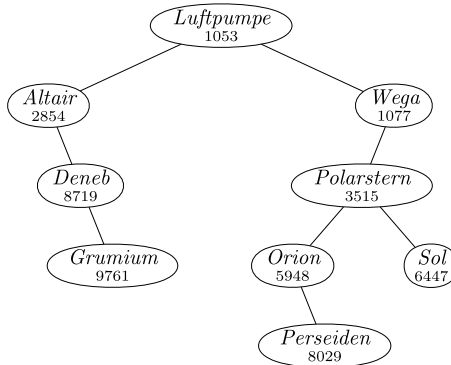 Luftpumpe
1053
Altair
2854
Wega
1077
Deneb
8719
Polarstern
3515
Grumium
9761
Orion
5948
Sol
6447
Perseiden
8029